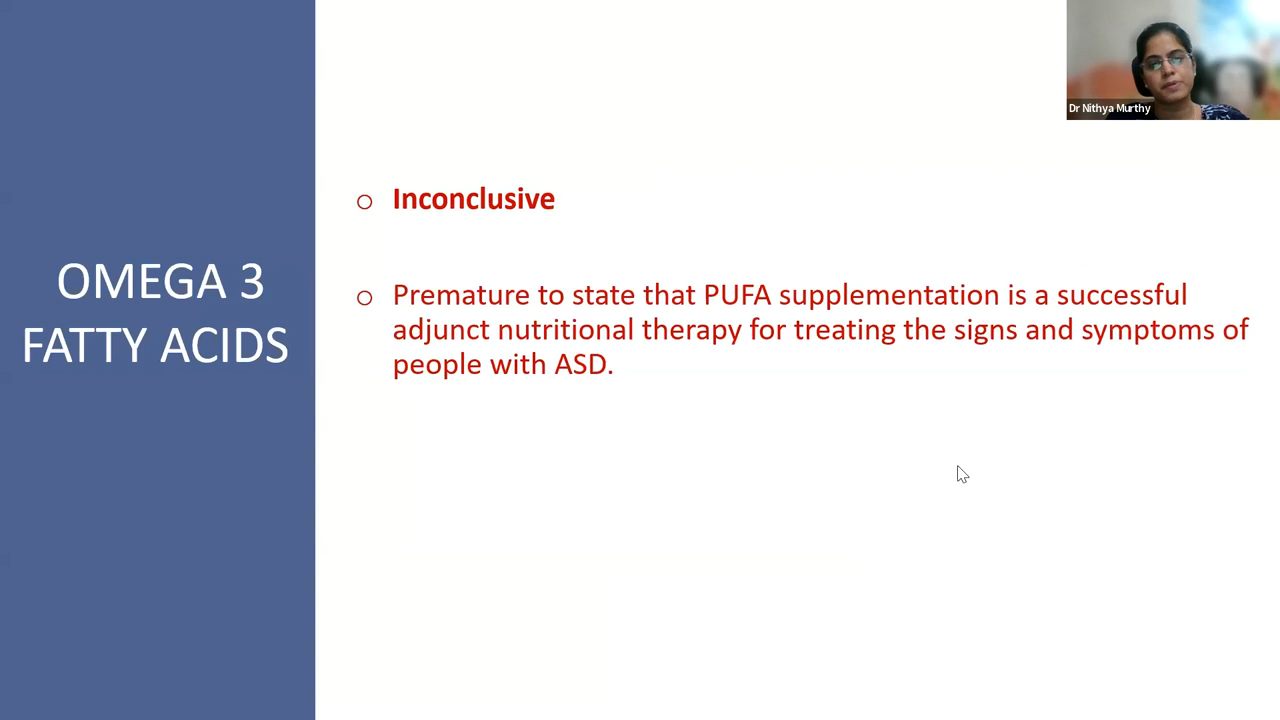 OMEGA 3
FATTY ACIDS
o Inconclusive
o Premature to state that PUFA supplementation is a successful
adjunct nutritional therapy for treating the signs and symptoms of
people with ASD.
Dr Nithya Murthy